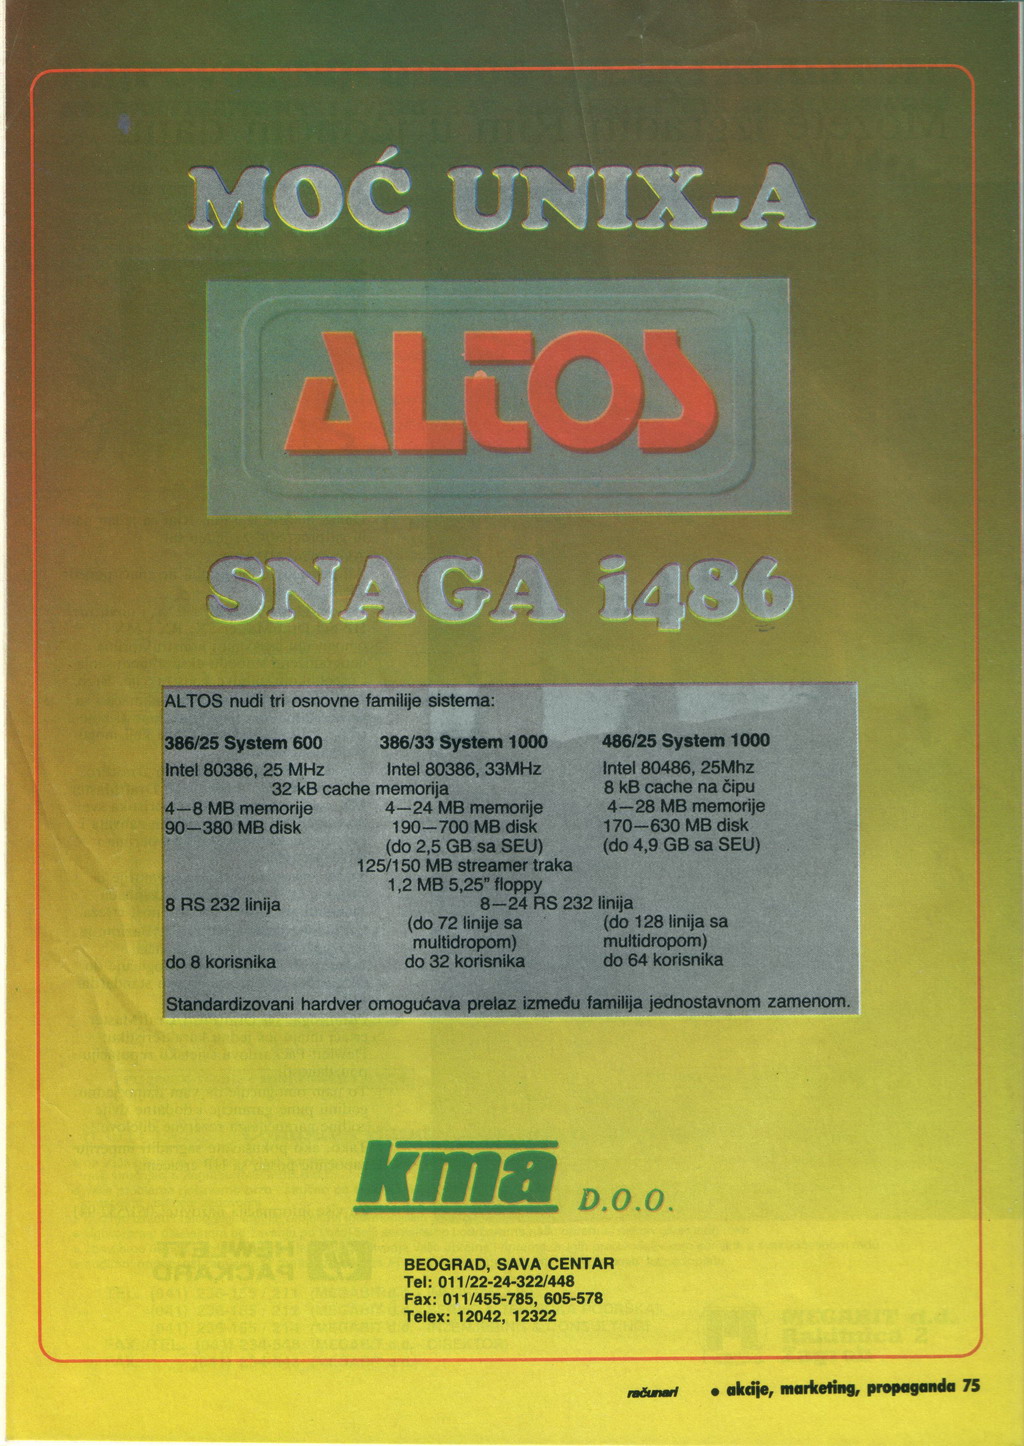 MOĆ UNIX-A
ALTOS
SNAGA i486
ALTOS nudi tri osnovne familije sistema:
386/25 System 600 386/33 System 1000 486/25 System 1000
Intel 80386, 25 MHz Intel 80386, 33MHz Intel 80486, 25Mhz
32 kB cache memorija 8 kB cache na čipu
4—8 MB memorije 4—24 MB memorije 4—28 MB memorije
90—380 MB disk 190—700 MB disk 170—630 MB disk
(do 2,5 GB sa SEU) (do 4,9 GB sa SEU)
125/150 MB streamer traka
1,2 MB 5,25" floppy
8 RS 232 linija 8—24 RS 232 linija
(do 72 linije sa (do 128 linija sa
multidropom) multidropom)
do 8 korisnika do 32 korisnika do 64 korisnika
Standardizovani hardver omogućava prelaz između familija jednostavnom zamenom.
kma D.O.O.
BEOGRAD, SAVA CENTAR
Tel: 011/22-24-322/448
Fax: 011/455-785, 605-578
Telex: 12042, 12322
računari • akcije, marketing, propaganda 75